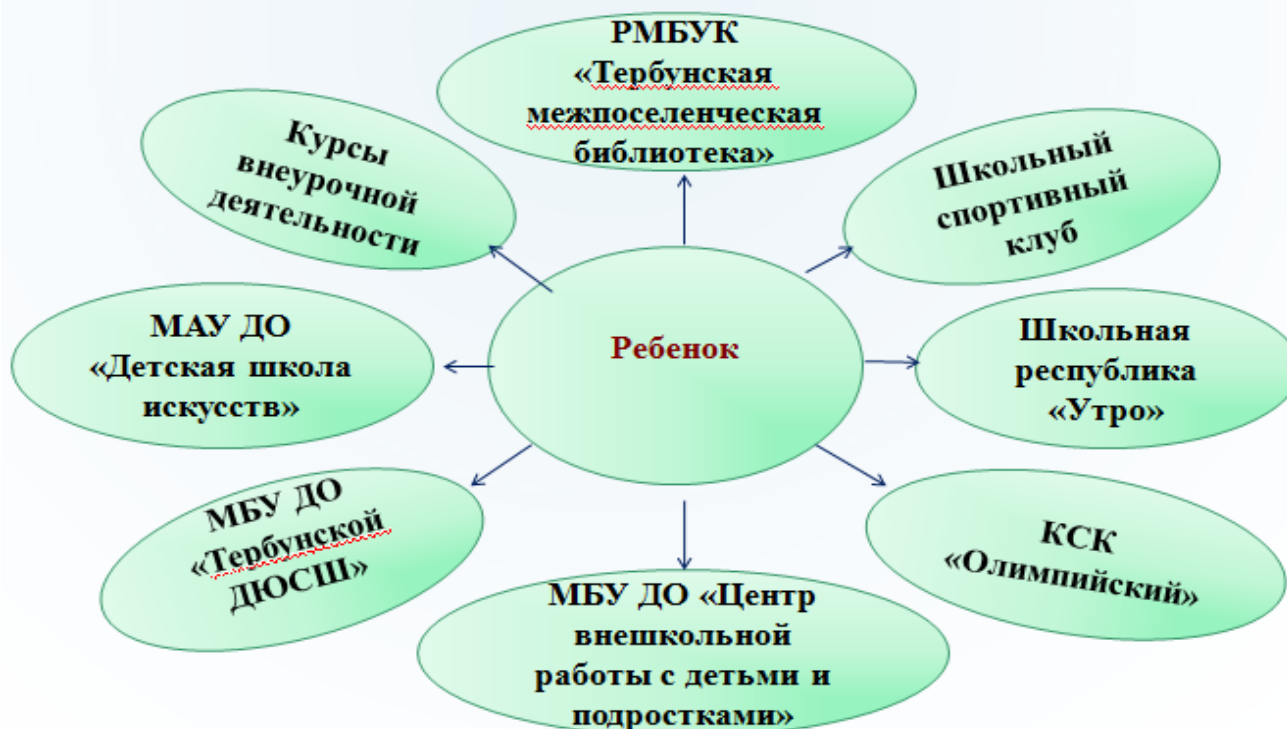 РМБУК
«Тербунская
межпоселенческая
библиотека»
Курсы
внеурочной
деятельности
Школьный
спортивный
клуб
МАУ ДО
«Детская школа
искусств»
Ребенок
Школьная
республика
«Утро»
МБУ ДО
«Тербунской
ДЮСШ»
КСК
«Олимпийский»
МБУ ДО «Центр
внешкольной
работы с детьми и
подростками»